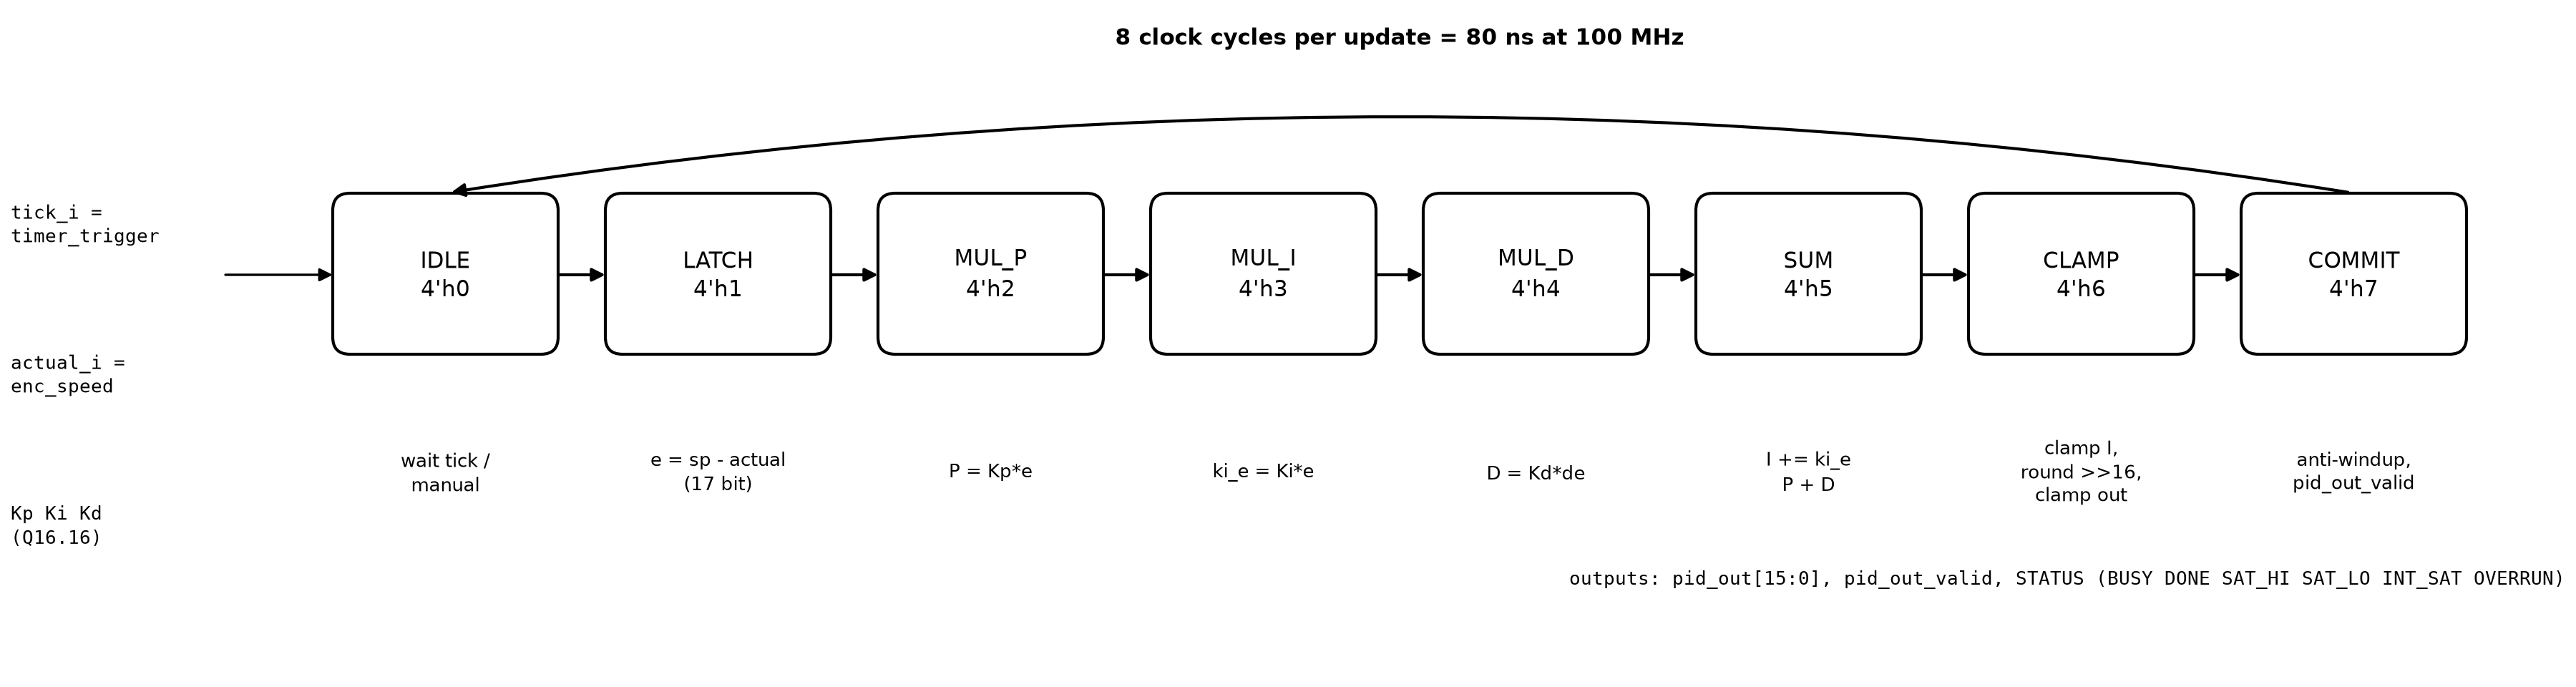 8 clock cycles per update = 80 ns at 100 MHz
tick_i =
timer_trigger
actual_i =
enc_speed
Kp Ki Kd
(Q16.16)
IDLE
4'h0
LATCH
4'h1
MUL_P
4'h2
MUL_I
4'h3
MUL_D
4'h4
SUM
4'h5
CLAMP
4'h6
COMMIT
4'h7
wait tick /
manual
e = sp - actual
(17 bit)
P = Kp*e
ki_e = Ki*e
D = Kd*de
I += ki_e
P + D
clamp I,
round >>16,
clamp out
anti-windup,
pid_out_valid
outputs: pid_out[15:0], pid_out_valid, STATUS (BUSY DONE SAT_HI SAT_LO INT_SAT OVERRUN)